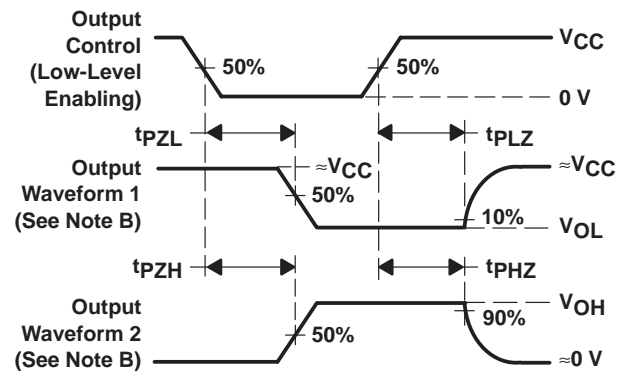 Output
Control
(Low-Level
Enabling)
50%
50%
VCC
0 V
tPZL
tPLZ
Output
Waveform 1
(See Note B)
≈VCC
50%
≈VCC
10%
VOL
tPZH
tPHZ
Output
Waveform 2
(See Note B)
50%
VOH
90%
≈0 V